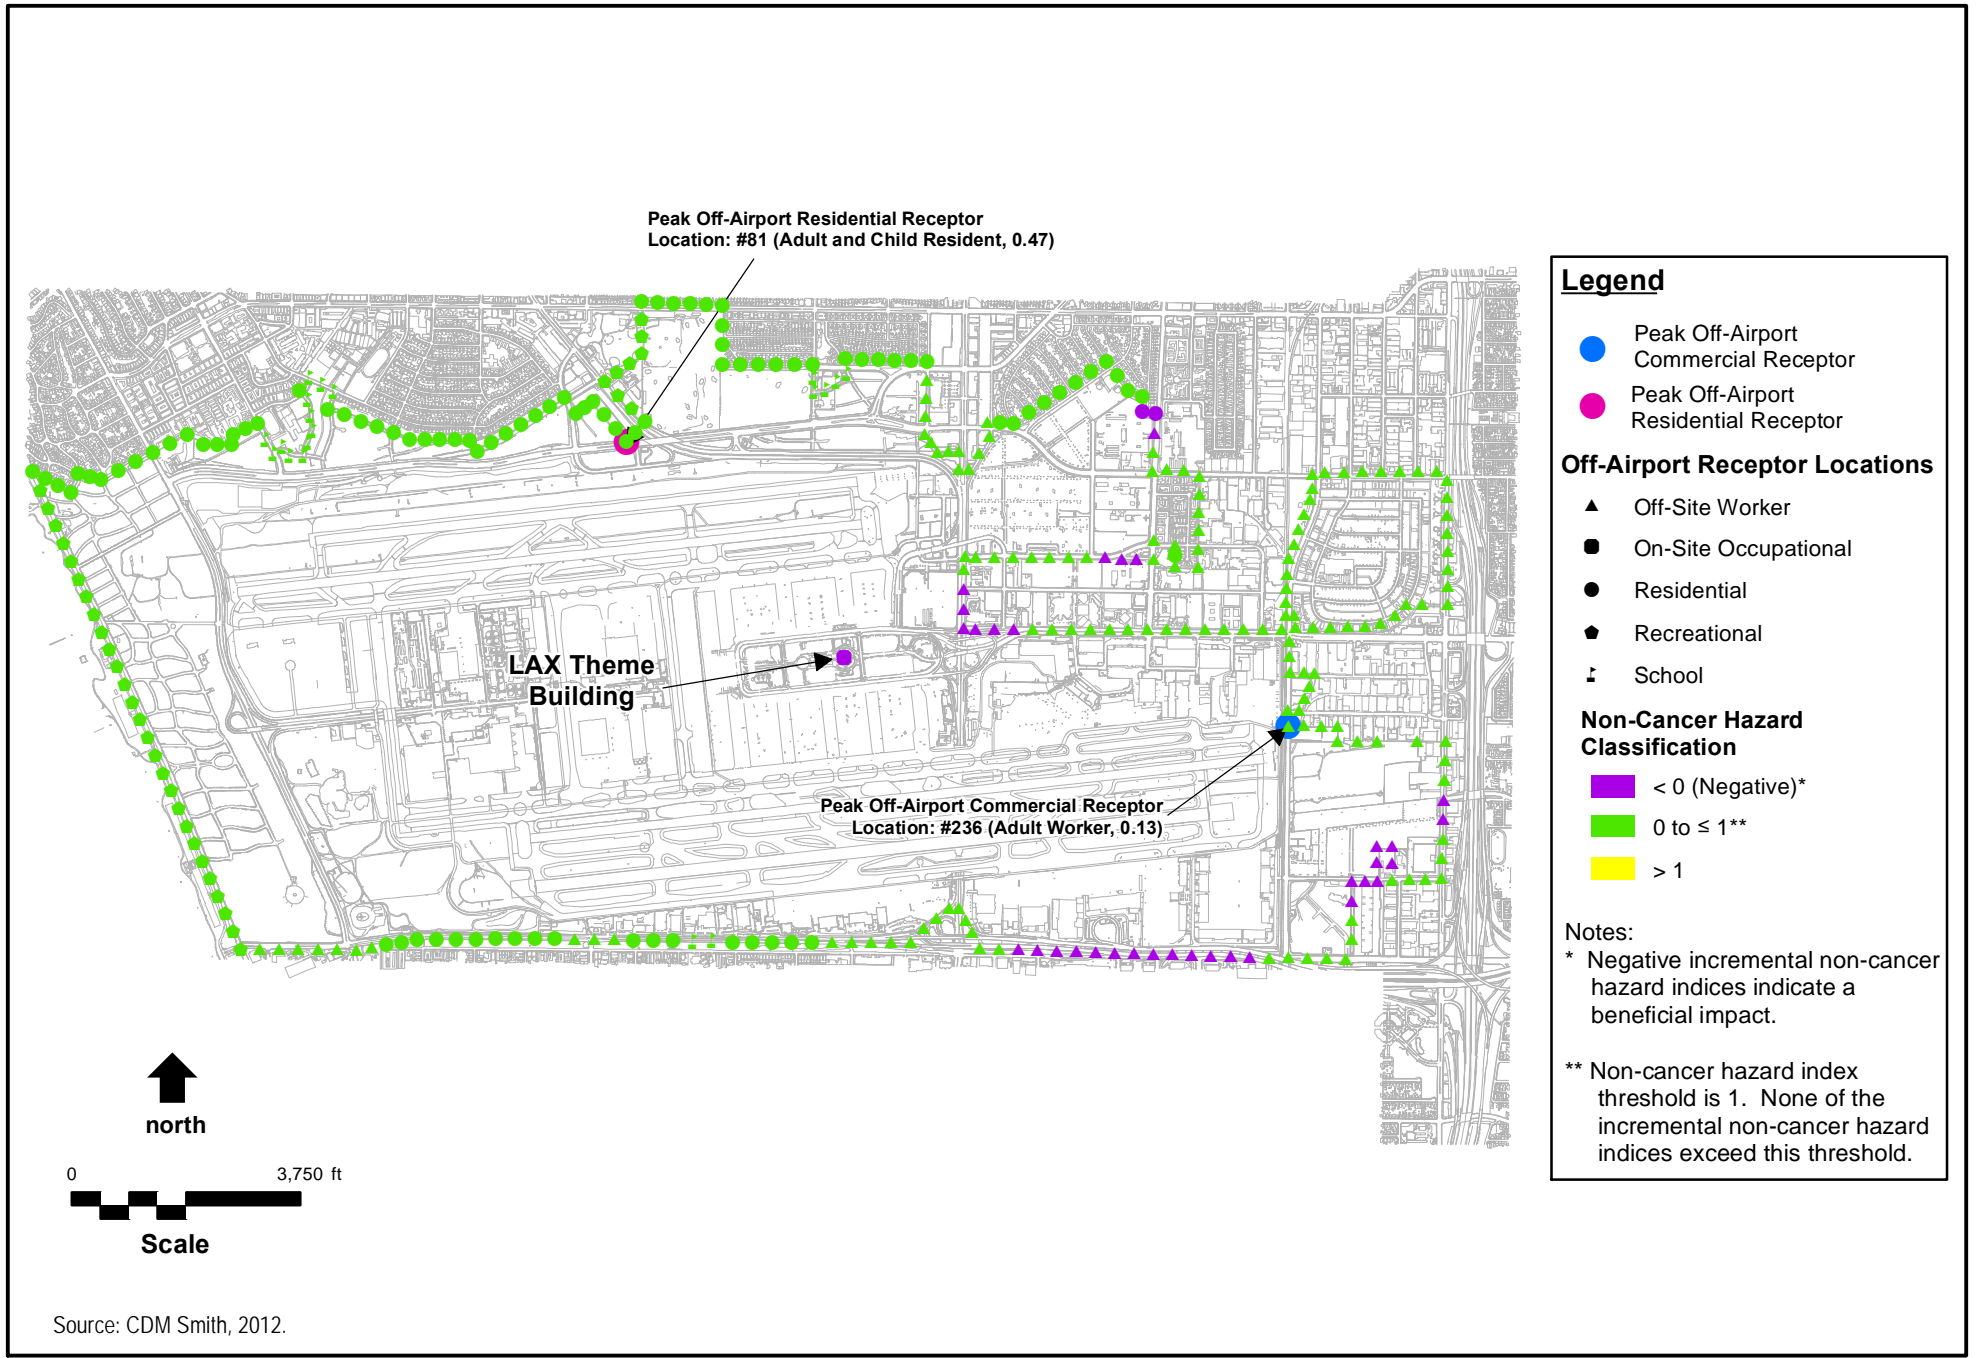 Peak Off-Airport Residential Receptor
Location: #81 (Adult and Child Resident, 0.47)
LAX Theme
Building
Peak Off-Airport Commercial Receptor
Location: #236 (Adult Worker, 0.13)
north
0 3,750 ft
Scale
Source: CDM Smith, 2012.
Legend
Peak Off-Airport
Commercial Receptor
Peak Off-Airport
Residential Receptor
Off-Airport Receptor Locations
Off-Site Worker
On-Site Occupational
Residential
Recreational
School
Non-Cancer Hazard
Classification
< 0 (Negative)*
0 to ≤ 1**
> 1
Notes:
* Negative incremental non-cancer
hazard indices indicate a
beneficial impact.
** Non-cancer hazard index
threshold is 1. None of the
incremental non-cancer hazard
indices exceed this threshold.